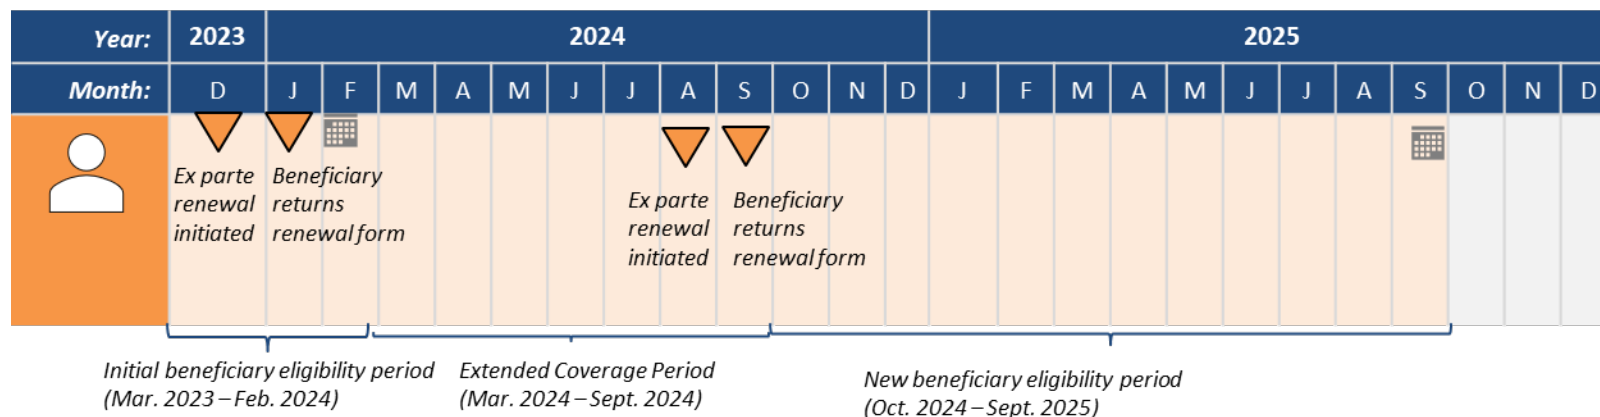 Year: 2023 2024 2025
Month: D J F M A M J J A S O N D J F M A M J J A S O N D
Ex parte
renewal
initiated
Beneficiary
returns
renewal form
Ex parte
renewal
initiated
Beneficiary
returns
renewal form
Initial beneficiary eligibility period
(Mar. 2023 – Feb. 2024)
Extended Coverage Period
(Mar. 2024 – Sept. 2024)
New beneficiary eligibility period
(Oct. 2024 – Sept. 2025)